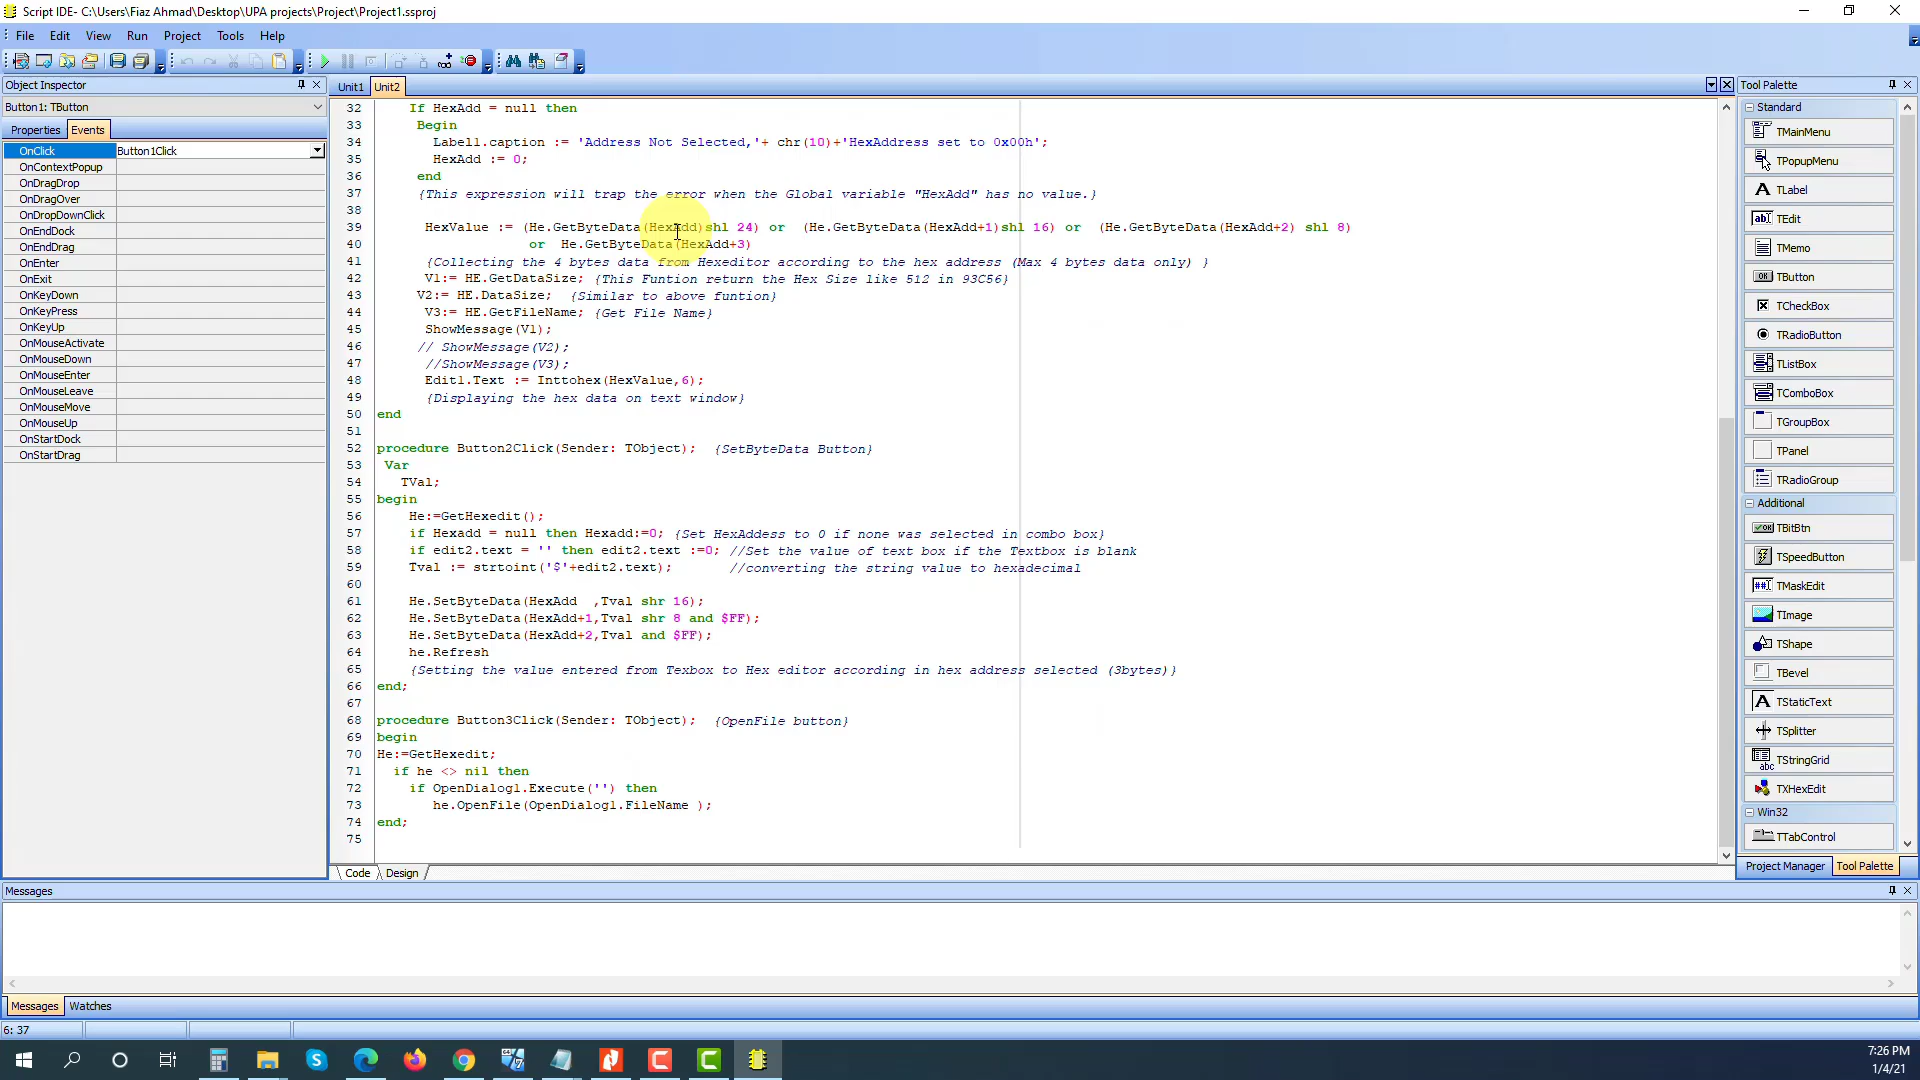 Script IDE- C:\Users\Fiaz Ahmad\Desktop\UPA projects\Project\Project1.ssproj
File Edit View Run Project Tools Help
Object Inspector
Button1: TButton
Properties Events
OnClick Button1Click
OnContextPopup
OnDragDrop
OnDragOver
OnDropDownClick
OnEndDock
OnEndDrag
OnEnter
OnExit
OnKeyDown
OnKeyPress
OnKeyUp
OnMouseActivate
OnMouseDown
OnMouseEnter
OnMouseLeave
OnMouseMove
OnMouseUp
OnStartDock
OnStartDrag
Unit1 Unit2
32 If HexAdd = null then
33 Begin
34 Label1.caption := 'Address Not Selected,'+ chr(10)+'HexAddress set to 0x00h';
35 HexAdd := 0;
36 end
37 {This expression will trap the error when the Global variable "HexAdd" has no value.}
38
39 HexValue := (He.GetByteData(HexAdd)shl 24) or (He.GetByteData(HexAdd+1)shl 16) or (He.GetByteData(HexAdd+2) shl 8)
40 or He.GetByteData(HexAdd+3)
41 {Collecting the 4 bytes data from Hexeditor according to the hex address (Max 4 bytes data only) }
42 V1:= HE.GetDataSize; {This Funtion return the Hex Size like 512 in 93C56}
43 V2:= HE.DataSize; {Similar to above funtion}
44 V3:= HE.GetFileName; {Get File Name}
45 ShowMessage(V1);
46 // ShowMessage(V2);
47 //ShowMessage(V3);
48 Edit1.Text := Inttohex(HexValue,6);
49 {Displaying the hex data on text window}
50 end
51
52 procedure Button2Click(Sender: TObject); {SetByteData Button}
53 Var
54 TVal;
55 begin
56 He:=GetHexedit();
57 if Hexadd = null then Hexadd:=0; {Set HexAddess to 0 if none was selected in combo box}
58 if edit2.text = '' then edit2.text :=0; //Set the value of text box if the Textbox is blank
59 Tval := strtoint('$'+edit2.text); //converting the string value to hexadecimal
60
61 He.SetByteData(HexAdd ,Tval shr 16);
62 He.SetByteData(HexAdd+1,Tval shr 8 and $FF);
63 He.SetByteData(HexAdd+2,Tval and $FF);
64 he.Refresh
65 {Setting the value entered from Texbox to Hex editor according in hex address selected (3bytes)}
66 end;
67
68 procedure Button3Click(Sender: TObject); {OpenFile button}
69 begin
70 He:=GetHexedit;
71 if he <> nil then
72 if OpenDialog1.Execute('') then
73 he.OpenFile(OpenDialog1.FileName );
74 end;
75
Code Design
Tool Palette
Standard
TMainMenu
TPopupMenu
TLabel
TEdit
TMemo
TButton
TCheckBox
TRadioButton
TListBox
TComboBox
TGroupBox
TPanel
TRadioGroup
Additional
TBitBtn
TSpeedButton
TMaskEdit
TImage
TShape
TBevel
TStaticText
TSplitter
TStringGrid
TXHexEdit
Win32
TTabControl
Project Manager Tool Palette
Messages
Messages Watches
6: 37
7:26 PM
1/4/21